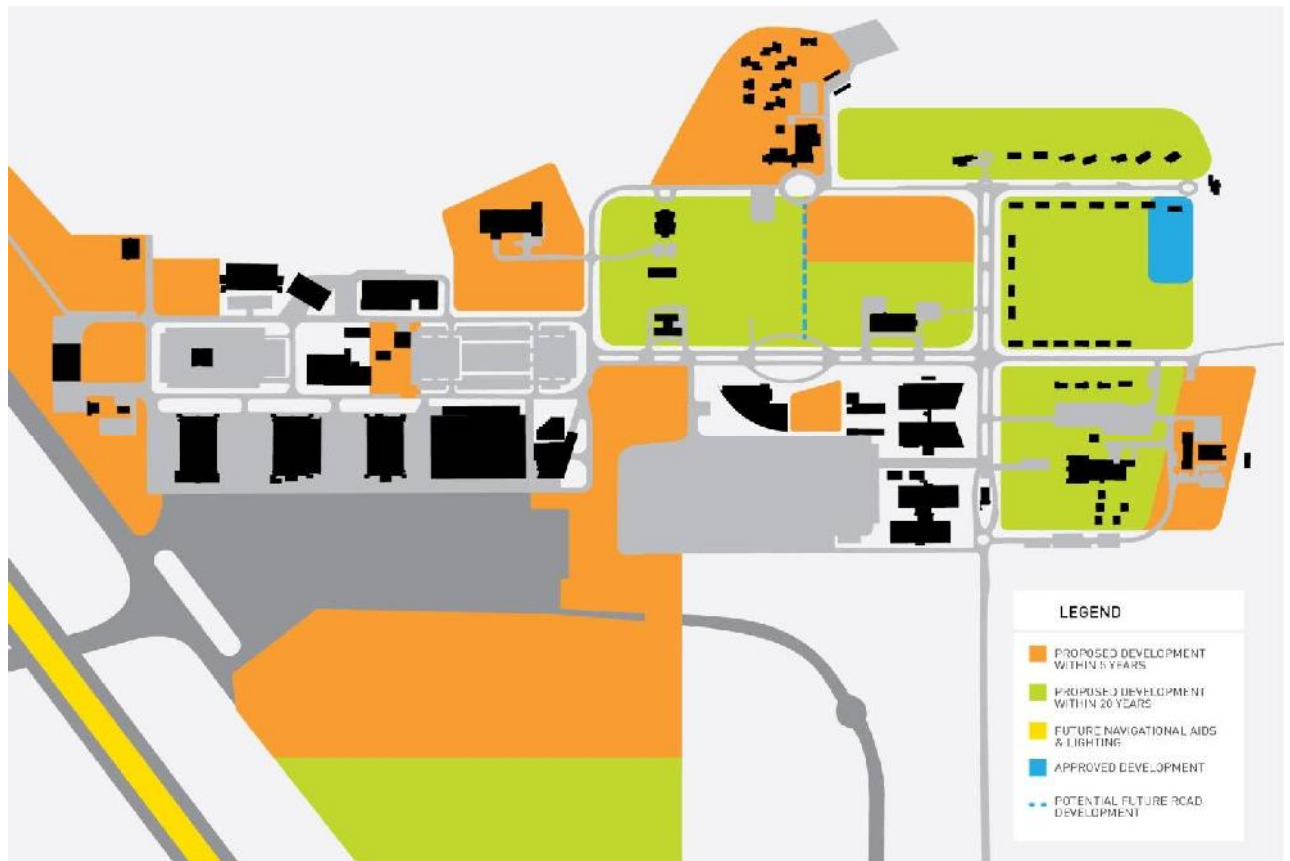 LEGEND
PROPOSED DEVELOPMENT
WITHIN 5 YEARS
PROPOSED DEVELOPMENT
WITHIN 20 YEARS
FUTURE NAVIGATIONAL AIDS
& LIGHTING
APPROVED DEVELOPMENT
POTENTIAL FUTURE ROAD
DEVELOPMENT